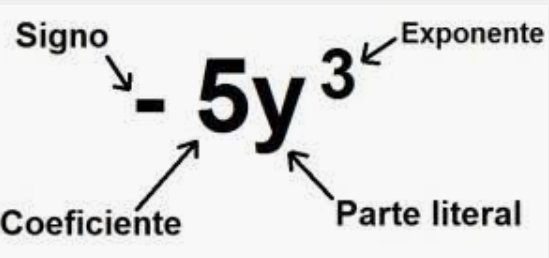 Signo
Exponente
- 5y³
Coeficiente
Parte literal